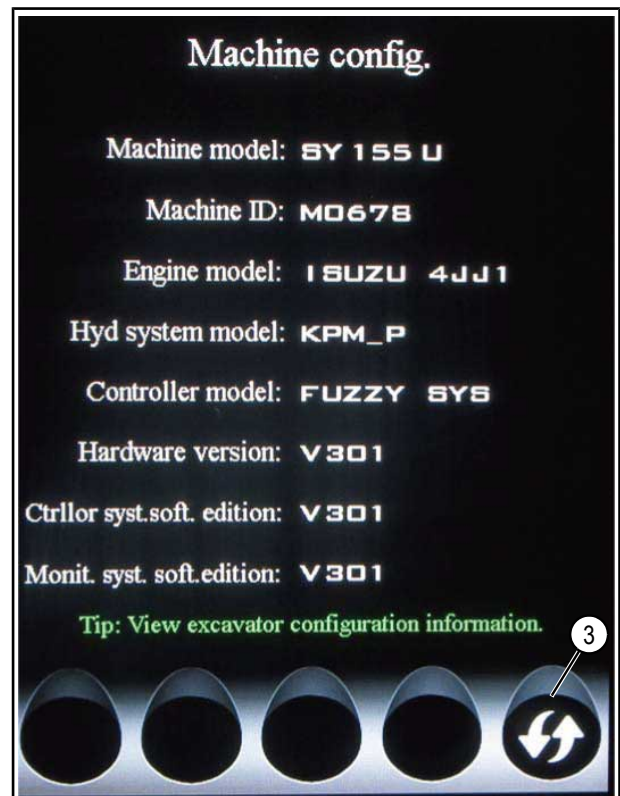 Machine config.
Machine model: SY 155 U
Machine ID: M0678
Engine model: ISUZU 4JJ1
Hyd system model: KPM_P
Controller model: FUZZY SYS
Hardware version: V301
Ctrllor syst.soft. edition: V301
Monit. syst. soft.edition: V301
Tip: View excavator configuration information.
3